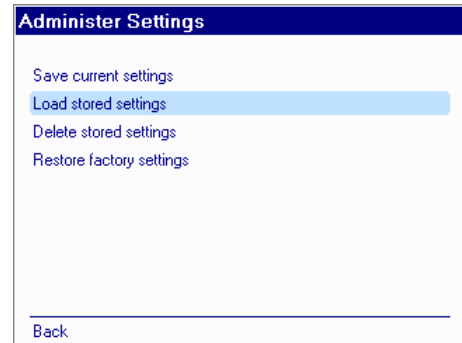 Administer Settings
Save current settings
Load stored settings
Delete stored settings
Restore factory settings
Back